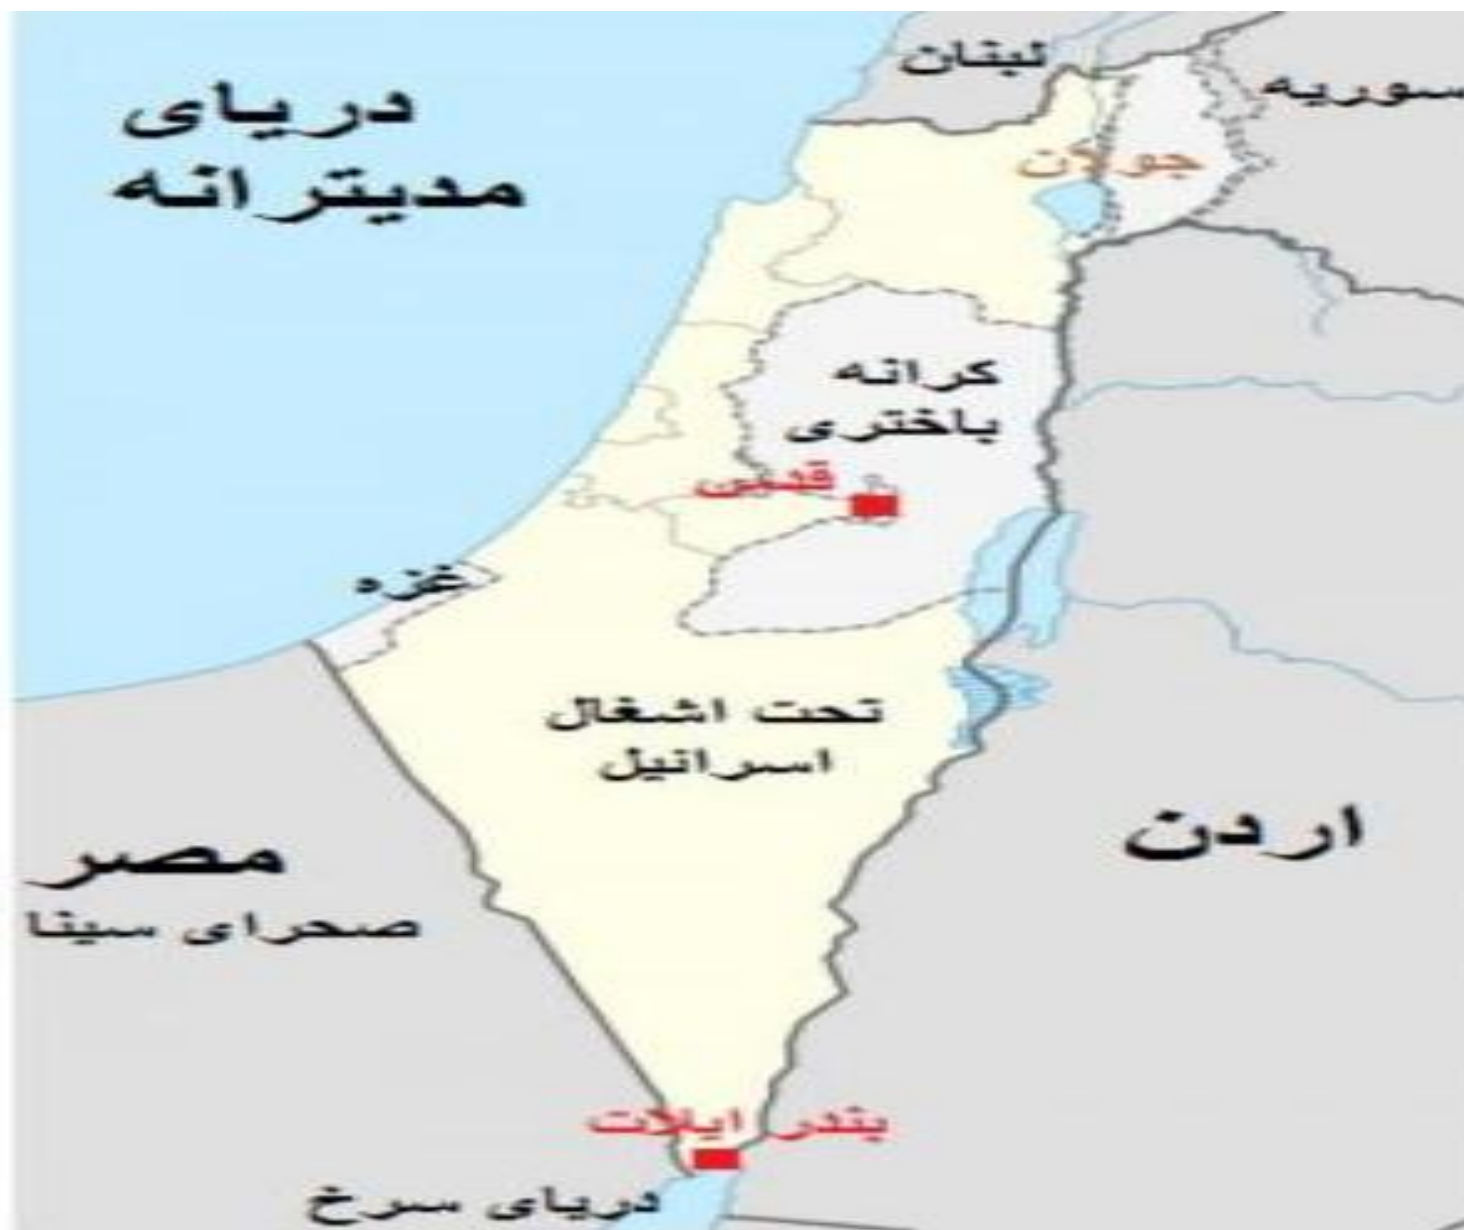 لبنان
سوریه
دریای
مدیترانه
جولان
کرانه
باختری
قدس
غزه
تحت اشغال
اسرائیل
اردن
مصر
صحرای سینا
بندر ایلات
دریای سرخ